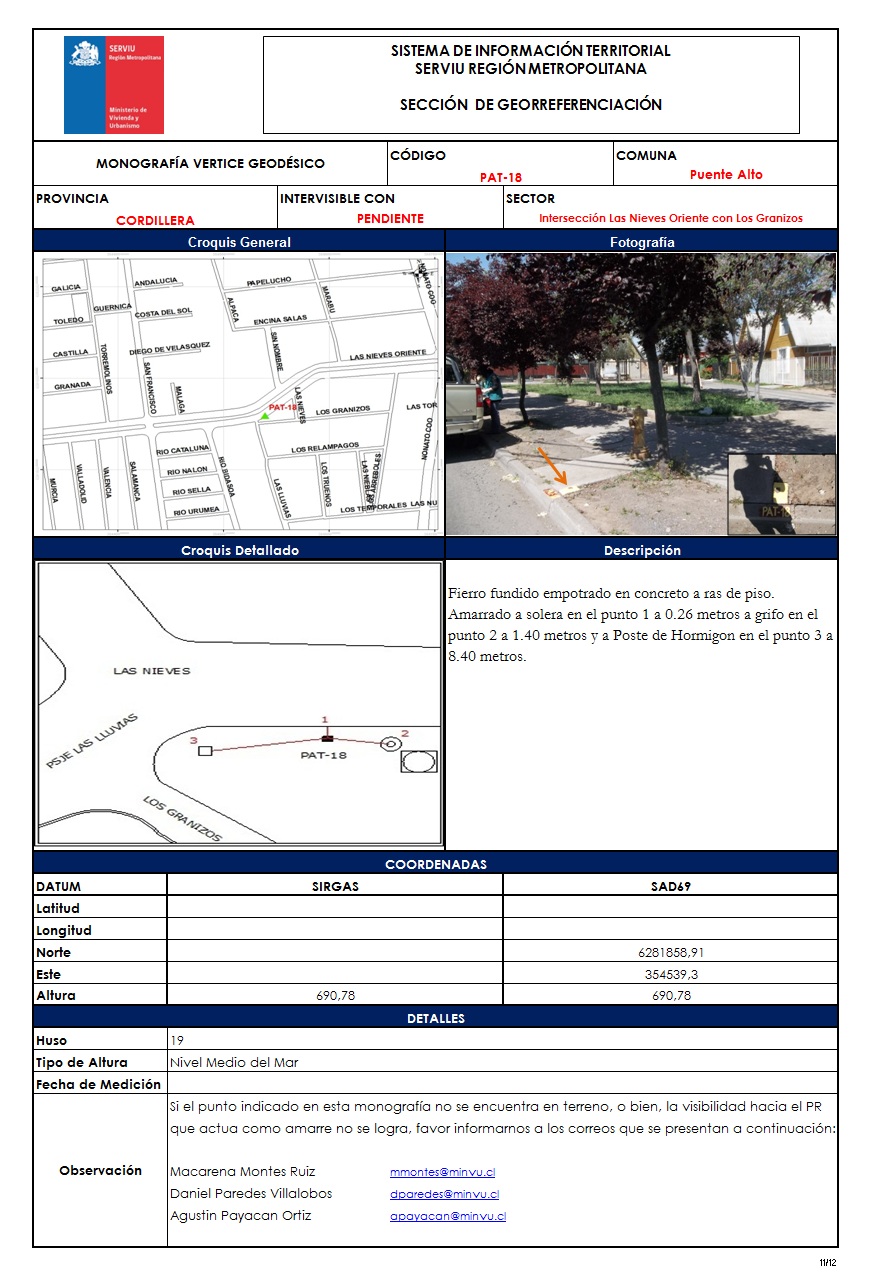 SERVIU
Región Metropolitana
Ministerio de
Vivienda y
Urbanismo
SISTEMA DE INFORMACIÓN TERRITORIAL
SERVIU REGIÓN METROPOLITANA
SECCIÓN DE GEORREFERENCIACIÓN
MONOGRAFÍA VERTICE GEODÉSICO
CÓDIGO
PAT-18
COMUNA
Puente Alto
PROVINCIA
CORDILLERA
INTERVISIBLE CON
PENDIENTE
SECTOR
Intersección Las Nieves Oriente con Los Granizos
Croquis General
Fotografía
GALICIA
ANDALUCIA
PAPELUCHO
NONATO COO
GUERNICA
ALPACA
MARABU
TOLEDO
COSTA DEL SOL
ENCINA SALAS
CASTILLA
TORREMOLINOS
DIEGO DE VELASQUEZ
SIN NOMBRE
LAS NIEVES ORIENTE
GRANADA
SAN FRANCISCO
MALAGA
LAS NIEVES
PAT-18
LOS GRANIZOS
LAS TOR
NONATO COO
RIO CATALUNA
LOS RELAMPAGOS
RIO NALON
RIO BIDASOA
MURCIA
VALLADOLID
VALENCIA
SALAMANCA
RIO SELLA
LAS LLUVIAS
LOS TRUENOS
RIO URUMEA
LOS TEMPORALES
LAS NU
PAT-18
Croquis Detallado
Descripción
LAS NIEVES
PSJE LAS LLUVIAS
1
2
3
PAT-18
LOS GRANIZOS
Fierro fundido empotrado en concreto a ras de piso.
Amarrado a solera en el punto 1 a 0.26 metros a grifo en el
punto 2 a 1.40 metros y a Poste de Hormigon en el punto 3 a
8.40 metros.
COORDENADAS
DATUM SIRGAS SAD69
Latitud
Longitud
Norte 6281858,91
Este 354539,3
Altura 690,78 690,78
DETALLES
Huso 19
Tipo de Altura Nivel Medio del Mar
Fecha de Medición
Observación
Si el punto indicado en esta monografía no se encuentra en terreno, o bien, la visibilidad hacia el PR
que actua como amarre no se logra, favor informarnos a los correos que se presentan a continuación:
Macarena Montes Ruiz mmontes@minvu.cl
Daniel Paredes Villalobos dparedes@minvu.cl
Agustin Payacan Ortiz apayacan@minvu.cl
11/12